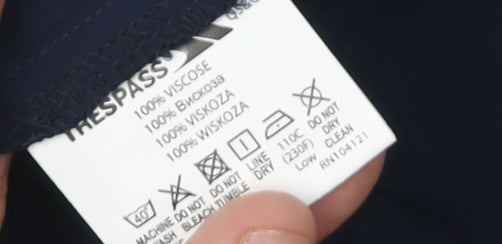 TRESPASS
100% VISCOSE
100% Вискоза
100% VISKOZA
100% WISKOZA
40°
MACHINE
DO NOT BLEACH
DO NOT TUMBLE
LINE DRY
110C (230F) LOW
DO NOT DRY CLEAN
RN104121